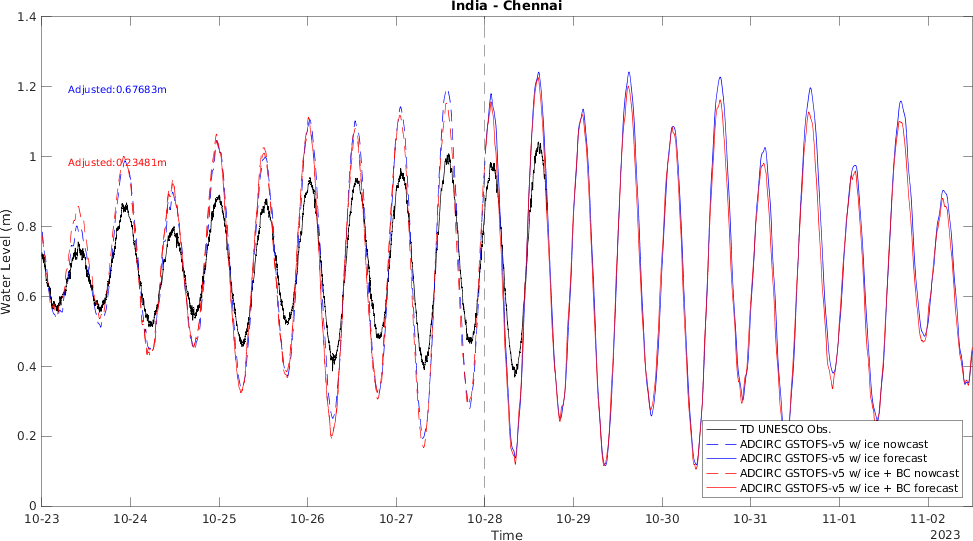 India - Chennai
1.4
1.2
1
0.8
0.6
0.4
0.2
0
Water Level (m)
Adjusted:0.67683m
Adjusted:0.23481m
TD UNESCO Obs.
ADCIRC GSTOFS-v5 w/ ice nowcast
ADCIRC GSTOFS-v5 w/ ice forecast
ADCIRC GSTOFS-v5 w/ ice + BC nowcast
ADCIRC GSTOFS-v5 w/ ice + BC forecast
10-23 10-24 10-25 10-26 10-27 10-28 10-29 10-30 10-31 11-01 11-02
2023
Time